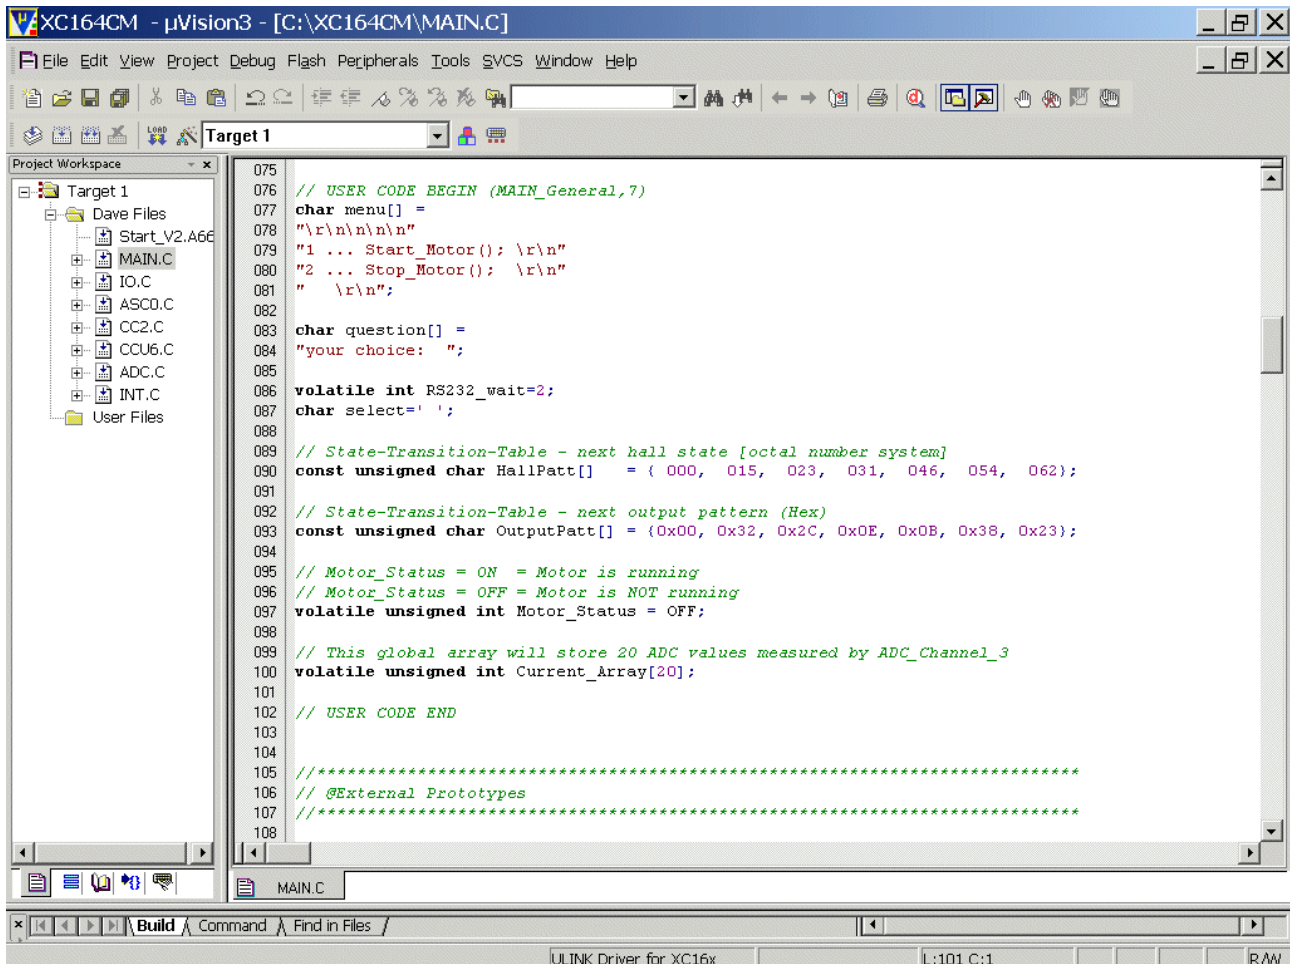 XC164CM - µVision3 - [C:\XC164CM\MAIN.C]
File Edit View Project Debug Flash Peripherals Tools SVCS Window Help
LOAD Target 1
Project Workspace
Target 1
Dave Files
Start_V2.A66
MAIN.C
IO.C
ASC0.C
CC2.C
CCU6.C
ADC.C
INT.C
User Files
075
076 // USER CODE BEGIN (MAIN_General,7)
077 char menu[] =
078 "\r\n\n\n\n"
079 "1 ... Start_Motor(); \r\n"
080 "2 ... Stop_Motor();  \r\n"
081 "   \r\n";
082
083 char question[] =
084 "your choice:  ";
085
086 volatile int RS232_wait=2;
087 char select=' ';
088
089 // State-Transition-Table - next hall state [octal number system]
090 const unsigned char HallPatt[]   = { 000,  015,  023,  031,  046,  054,  062};
091
092 // State-Transition-Table - next output pattern (Hex)
093 const unsigned char OutputPatt[] = {0x00, 0x32, 0x2C, 0x0E, 0x0B, 0x38, 0x23};
094
095 // Motor_Status = ON  = Motor is running
096 // Motor_Status = OFF = Motor is NOT running
097 volatile unsigned int Motor_Status = OFF;
098
099 // This global array will store 20 ADC values measured by ADC_Channel_3
100 volatile unsigned int Current_Array[20];
101
102 // USER CODE END
103
104
105 //****************************************************************************
106 // @External Prototypes
107 //****************************************************************************
108
MAIN.C
Build Command Find in Files
ULINK Driver for XC16x L:101 C:1 R/W